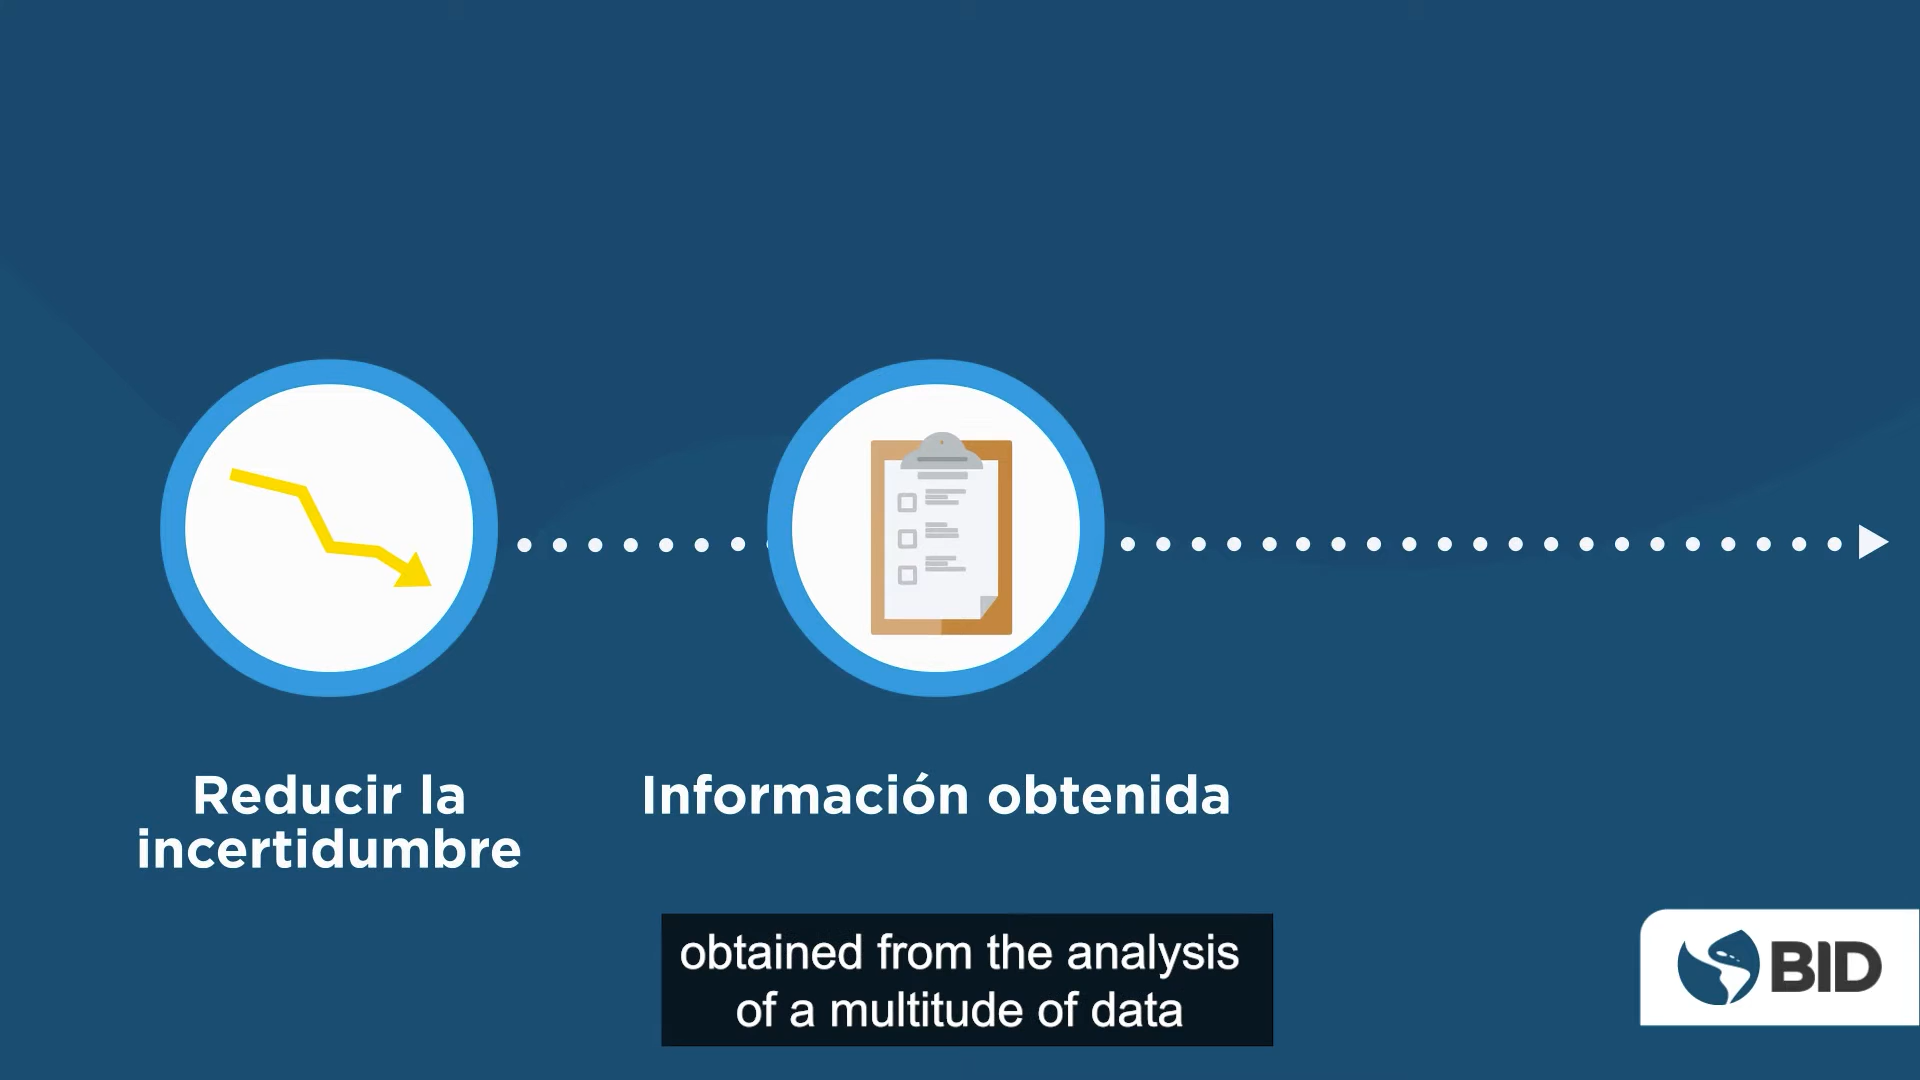 Reducir la
incertidumbre
Información obtenida
obtained from the analysis
of a multitude of data
BID